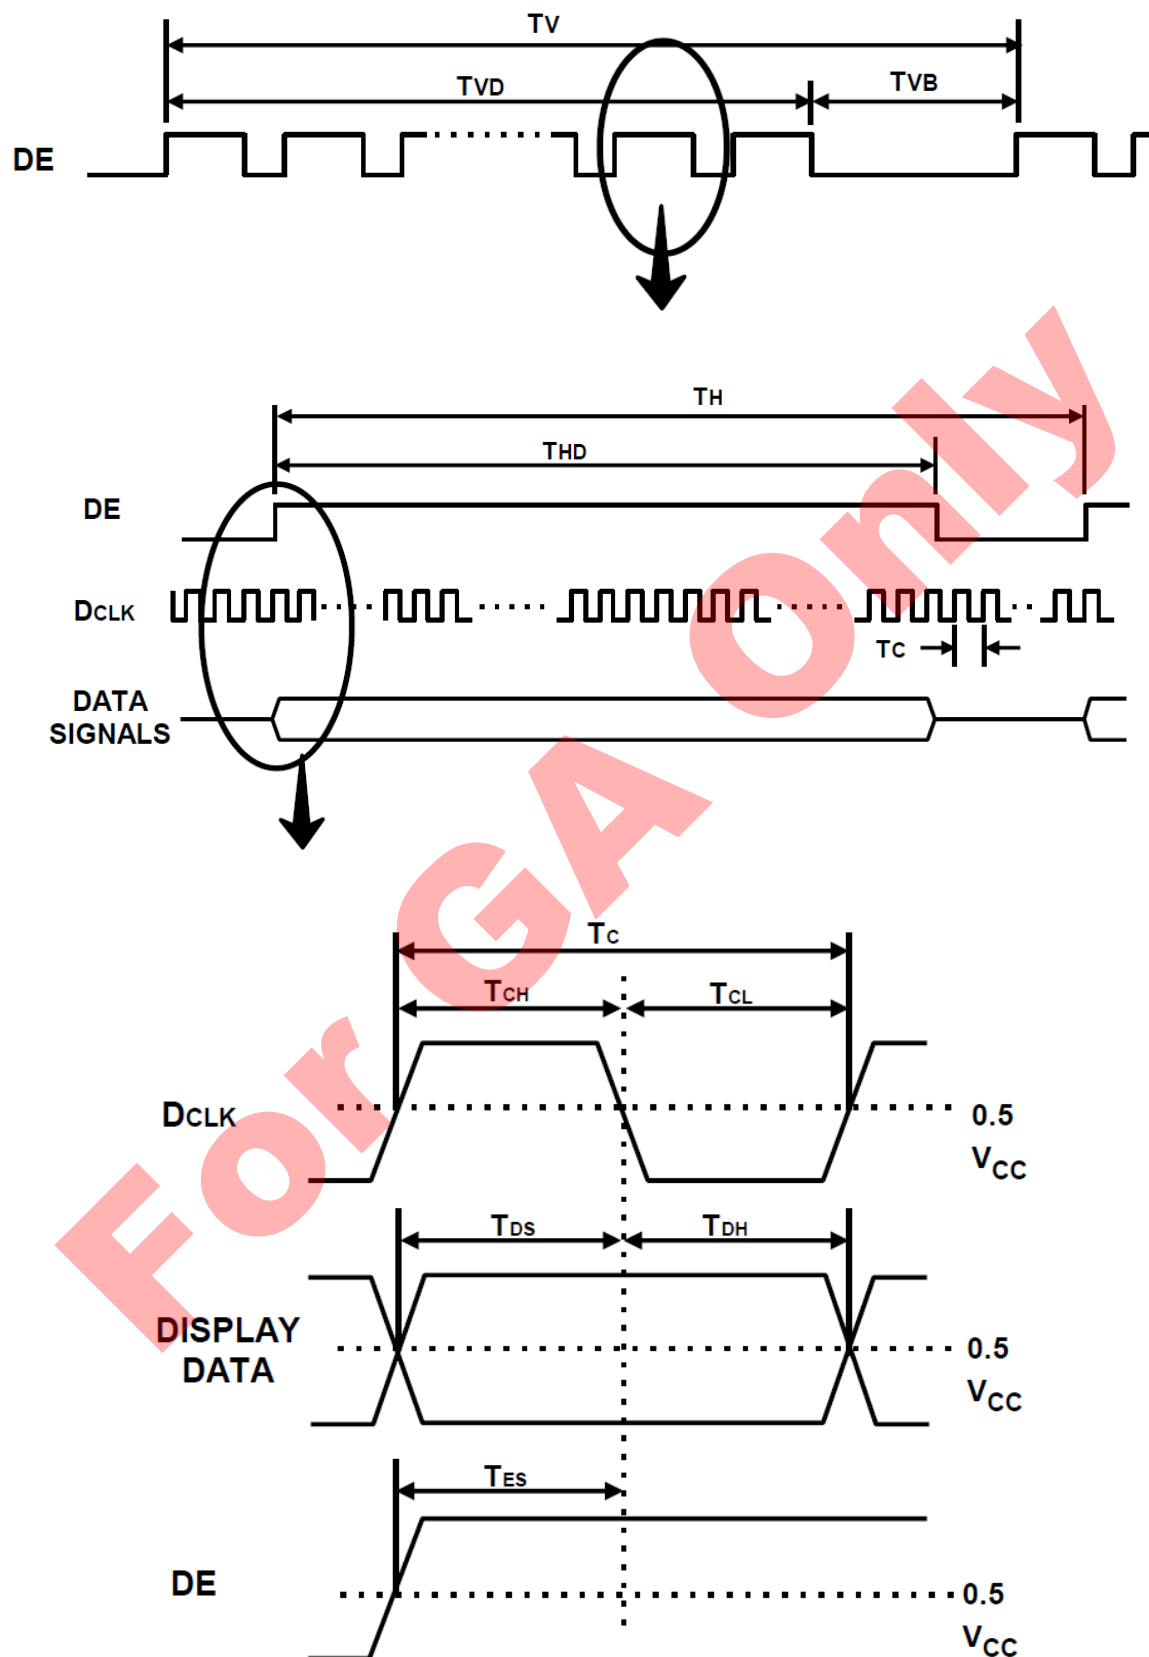 TV
TVD
TVB
DE
TH
THD
DE
DCLK
TC
DATA
SIGNALS
TC
TCH
TCL
DCLK
0.5
VCC
TDS
TDH
DISPLAY
DATA
0.5
VCC
TES
DE
0.5
VCC
For GA Only